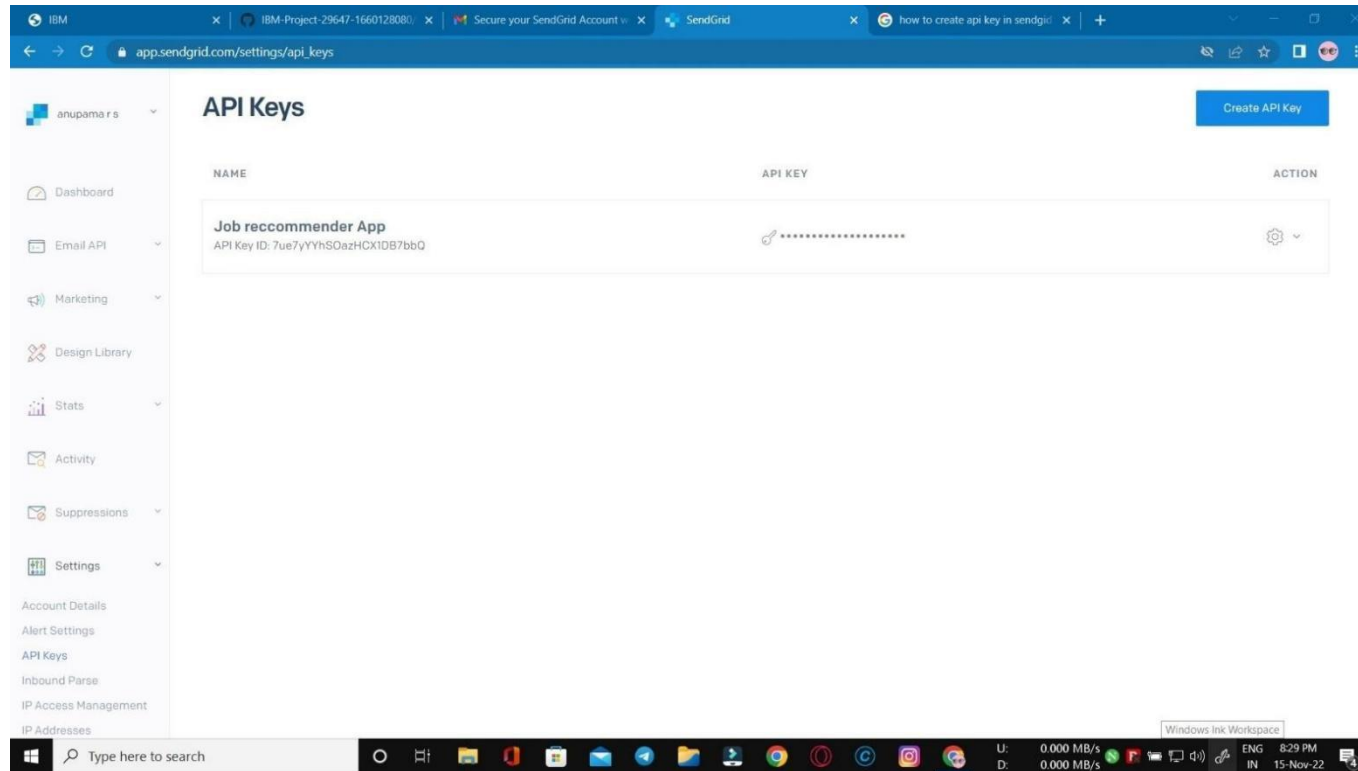 IBM
IBM-Project-29647-1660128080
Secure your SendGrid Account w
SendGrid
how to create api key in sendgid
app.sendgrid.com/settings/api_keys
anupama r s
API Keys
Create API Key
NAME
API KEY
ACTION
Dashboard
Job reccommender App
API Key ID: 7ue7yYYhSOazHCX1DB7bbQ
Email API
Marketing
Design Library
Stats
Activity
Suppressions
Settings
Account Details
Alert Settings
API Keys
Inbound Parse
IP Access Management
IP Addresses
Windows Ink Workspace
Type here to search
U: 0.000 MB/s
D: 0.000 MB/s
ENG 8:29 PM
IN 15-Nov-22